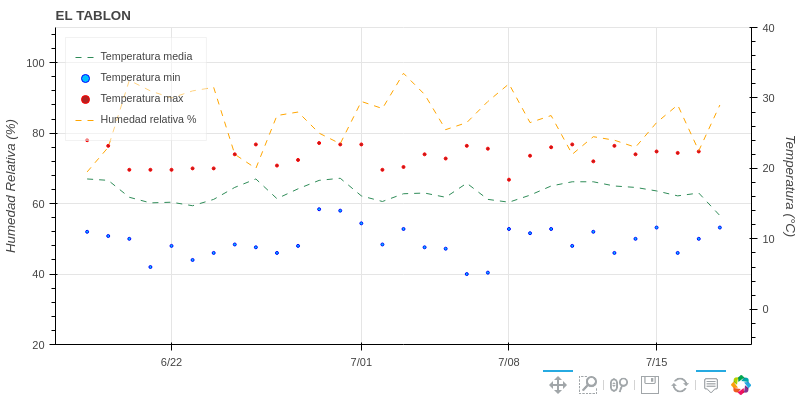 EL TABLON
Temperatura media
Temperatura min
Temperatura max
Humedad relativa %
Humedad Relativa (%)
100
80
60
40
20
40
30
20
10
0
Temperatura (°C)
6/22
7/01
7/08
7/15